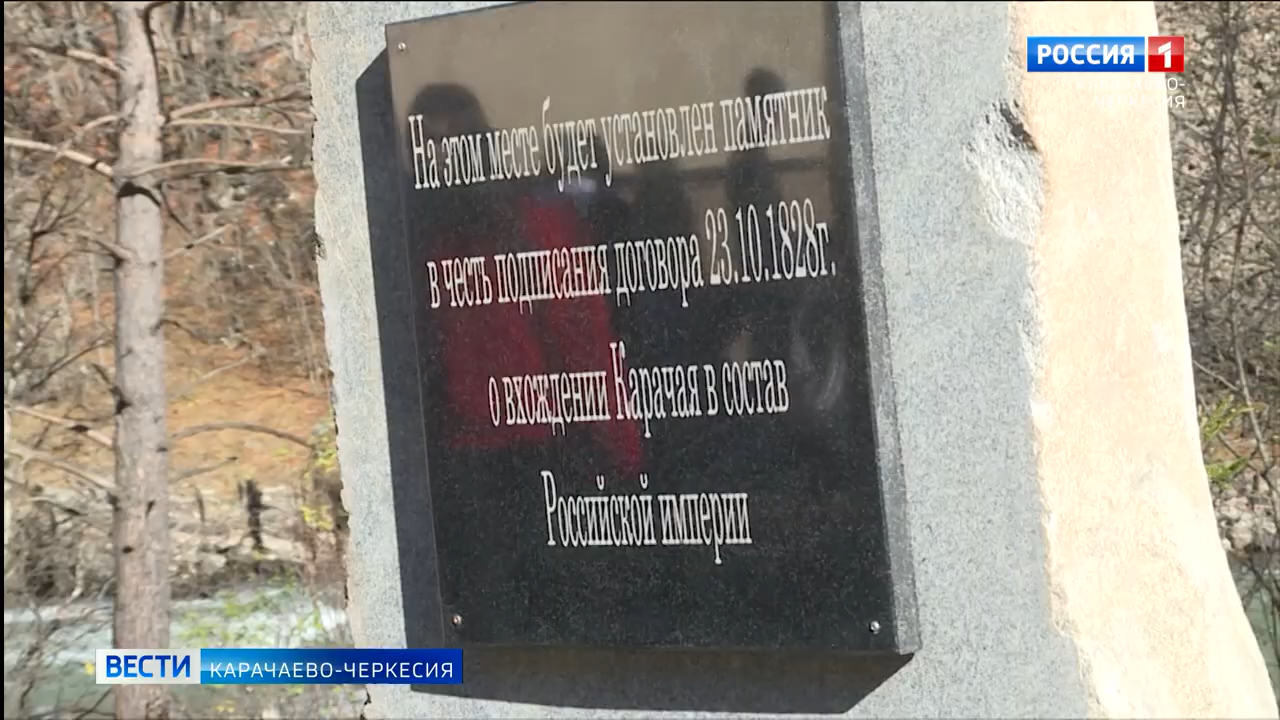 РОССИЯ 1
На этом месте будет установлен памятник
в честь подписания договора 23.10.1828г.
о вхождении Карачая в состав
Российской империи
ВЕСТИ КАРАЧАЕВО-ЧЕРКЕСИЯ